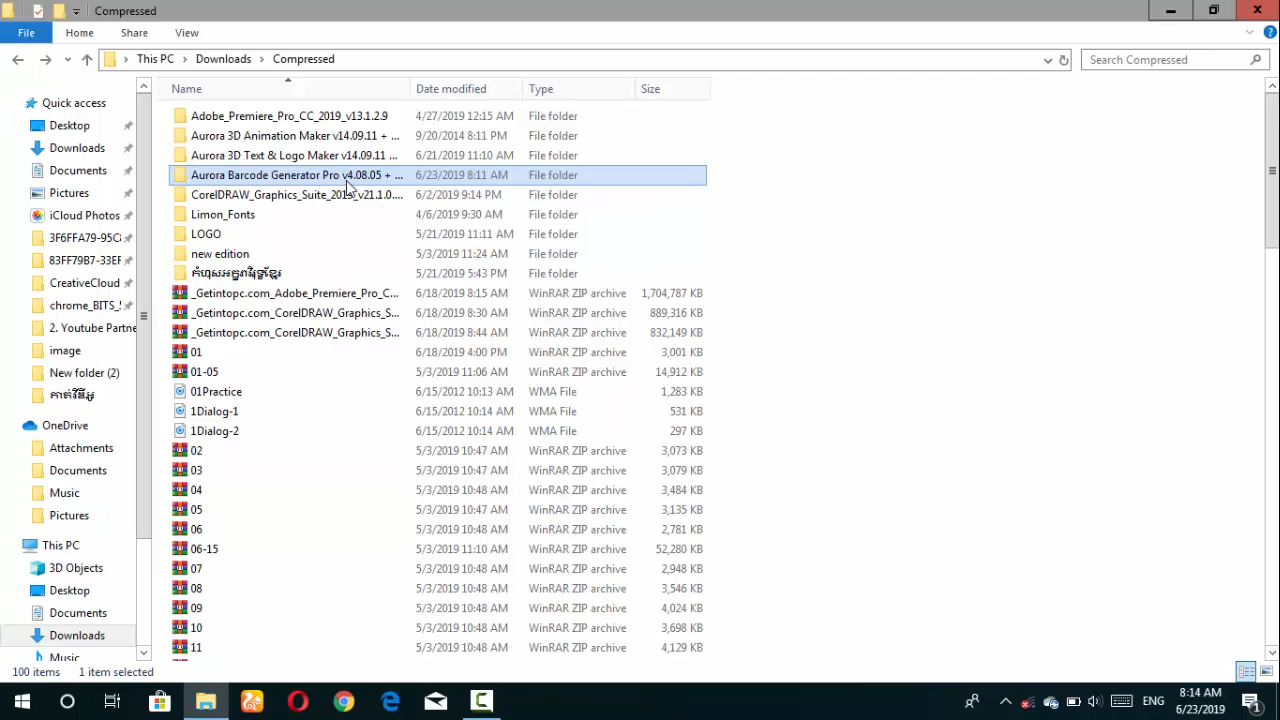 Compressed
File Home Share View
This PC Downloads Compressed
Search Compressed
Name Date modified Type Size
Quick access
Desktop
Downloads
Documents
Pictures
iCloud Photos
3F6FFA79-95C8
83FF79B7-33EF
CreativeCloud
chrome_BITS_5
2. Youtube Partne
image
New folder (2)
កាត់វីឌីអូ
OneDrive
Attachments
Documents
Music
Pictures
This PC
3D Objects
Desktop
Documents
Downloads
Music
Adobe_Premiere_Pro_CC_2019_v13.1.2.9 4/27/2019 12:15 AM File folder
Aurora 3D Animation Maker v14.09.11 + ... 9/20/2014 8:11 PM File folder
Aurora 3D Text & Logo Maker v14.09.11 ... 6/21/2019 11:10 AM File folder
Aurora Barcode Generator Pro v4.08.05 + ... 6/23/2019 8:11 AM File folder
CorelDRAW_Graphics_Suite_2019_v21.1.0.... 6/2/2019 9:14 PM File folder
Limon_Fonts 4/6/2019 9:30 AM File folder
LOGO 5/21/2019 11:11 AM File folder
new edition 5/3/2019 11:24 AM File folder
5/21/2019 5:43 PM File folder
_Getintopc.com_Adobe_Premiere_Pro_C... 6/18/2019 8:15 AM WinRAR ZIP archive 1,704,787 KB
_Getintopc.com_CorelDRAW_Graphics_S... 6/18/2019 8:30 AM WinRAR ZIP archive 889,316 KB
_Getintopc.com_CorelDRAW_Graphics_S... 6/18/2019 8:44 AM WinRAR ZIP archive 832,149 KB
01 6/18/2019 4:00 PM WinRAR ZIP archive 3,001 KB
01-05 5/3/2019 11:06 AM WinRAR ZIP archive 14,912 KB
01Practice 6/15/2012 10:13 AM WMA File 1,283 KB
1Dialog-1 6/15/2012 10:14 AM WMA File 531 KB
1Dialog-2 6/15/2012 10:14 AM WMA File 297 KB
02 5/3/2019 10:47 AM WinRAR ZIP archive 3,073 KB
03 5/3/2019 10:47 AM WinRAR ZIP archive 3,079 KB
04 5/3/2019 10:48 AM WinRAR ZIP archive 3,484 KB
05 5/3/2019 10:47 AM WinRAR ZIP archive 3,135 KB
06 5/3/2019 10:48 AM WinRAR ZIP archive 2,781 KB
06-15 5/3/2019 11:10 AM WinRAR ZIP archive 52,280 KB
07 5/3/2019 10:48 AM WinRAR ZIP archive 2,948 KB
08 5/3/2019 10:48 AM WinRAR ZIP archive 3,546 KB
09 5/3/2019 10:48 AM WinRAR ZIP archive 4,024 KB
10 5/3/2019 10:48 AM WinRAR ZIP archive 3,698 KB
11 5/3/2019 10:48 AM WinRAR ZIP archive 4,129 KB
100 items 1 item selected
ENG
8:14 AM
6/23/2019
1